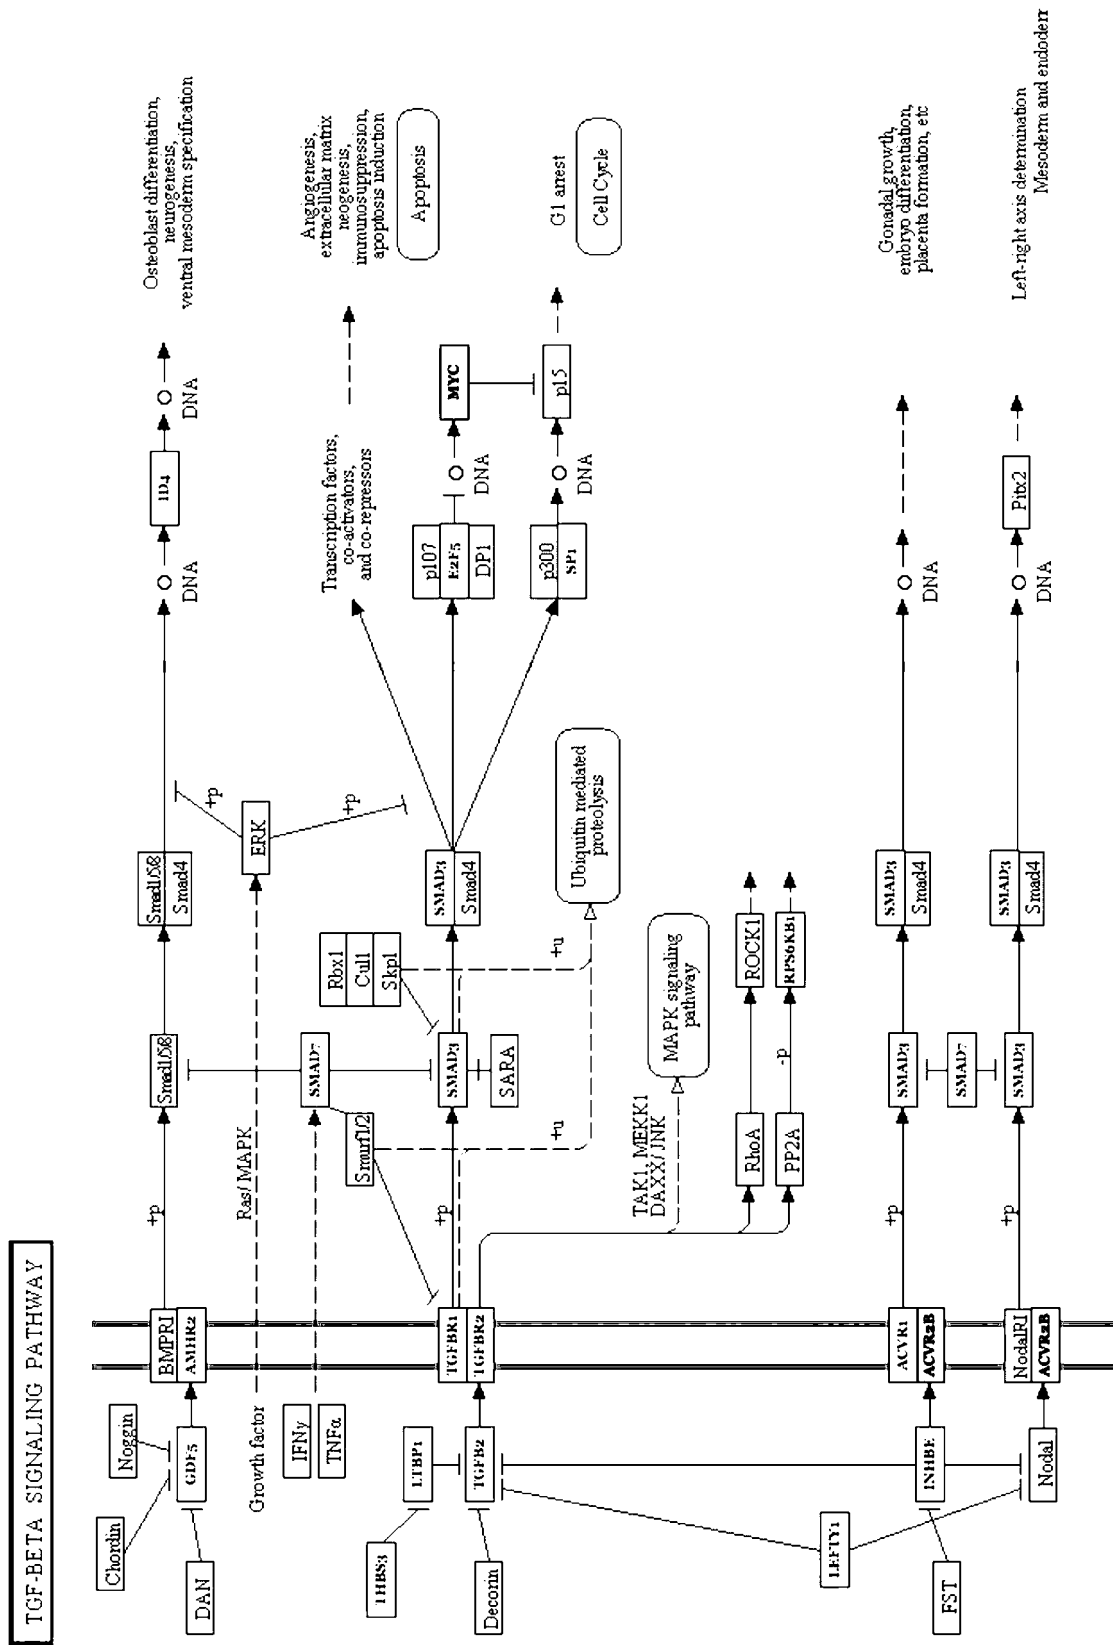 TGF-BETA SIGNALING PATHWAY
Chordin
Noggin
DAN
GDF5
BMPRI
AMHR2
+p
Smad1/5/8
Smad1/5/8
Smad4
DNA
ID4
DNA
Osteoblast differentiation,
neurogenesis,
ventral mesoderm specification
Growth factor
Ras/MAPK
ERK
+p
+p
IFNγ
TNFα
SMAD7
Smurf1/2
Rbx1
Cul1
Skp1
THBS3
LTBP1
Decorin
TGFB2
TGFBR1
TGFBR2
+p
SMAD3
SARA
SMAD3
Smad4
+u
+u
Ubiquitin mediated
proteolysis
Transcription factors,
co-activators,
and co-repressors
Angiogenesis,
extracellular matrix
neogenesis,
immunosuppression,
apoptosis induction
Apoptosis
p107
E2F5
DP1
DNA
MYC
p300
SP1
DNA
p15
G1 arrest
Cell Cycle
TAK1, MEKK1
DAXX/JNK
MAPK signaling
pathway
RhoA
ROCK1
PP2A
-p
RPS6KB1
LEFTY1
FST
INHBE
ACVR1
ACVR2B
+p
SMAD3
SMAD3
Smad4
DNA
Gonadal growth,
embryo differentiation,
placenta formation, etc
SMAD7
Nodal
NodalRI
ACVR2B
+p
SMAD3
SMAD3
Smad4
DNA
Pitx2
Left-right axis determination
Mesoderm and endoderr